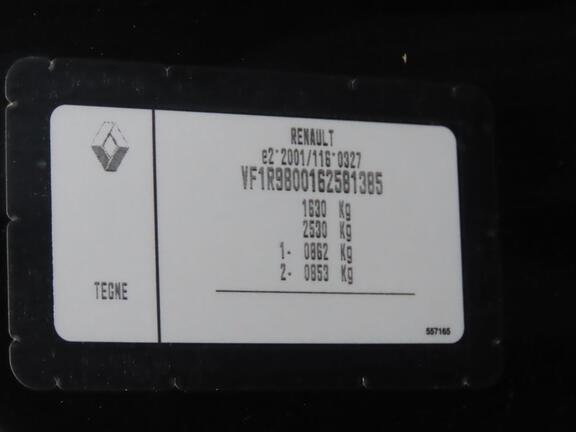 RENAULT
e2*2001/116*0327
VF1R9800162581385
1630 Kg
2530 Kg
1- 0862 Kg
2- 0853 Kg
TEGNE
557165